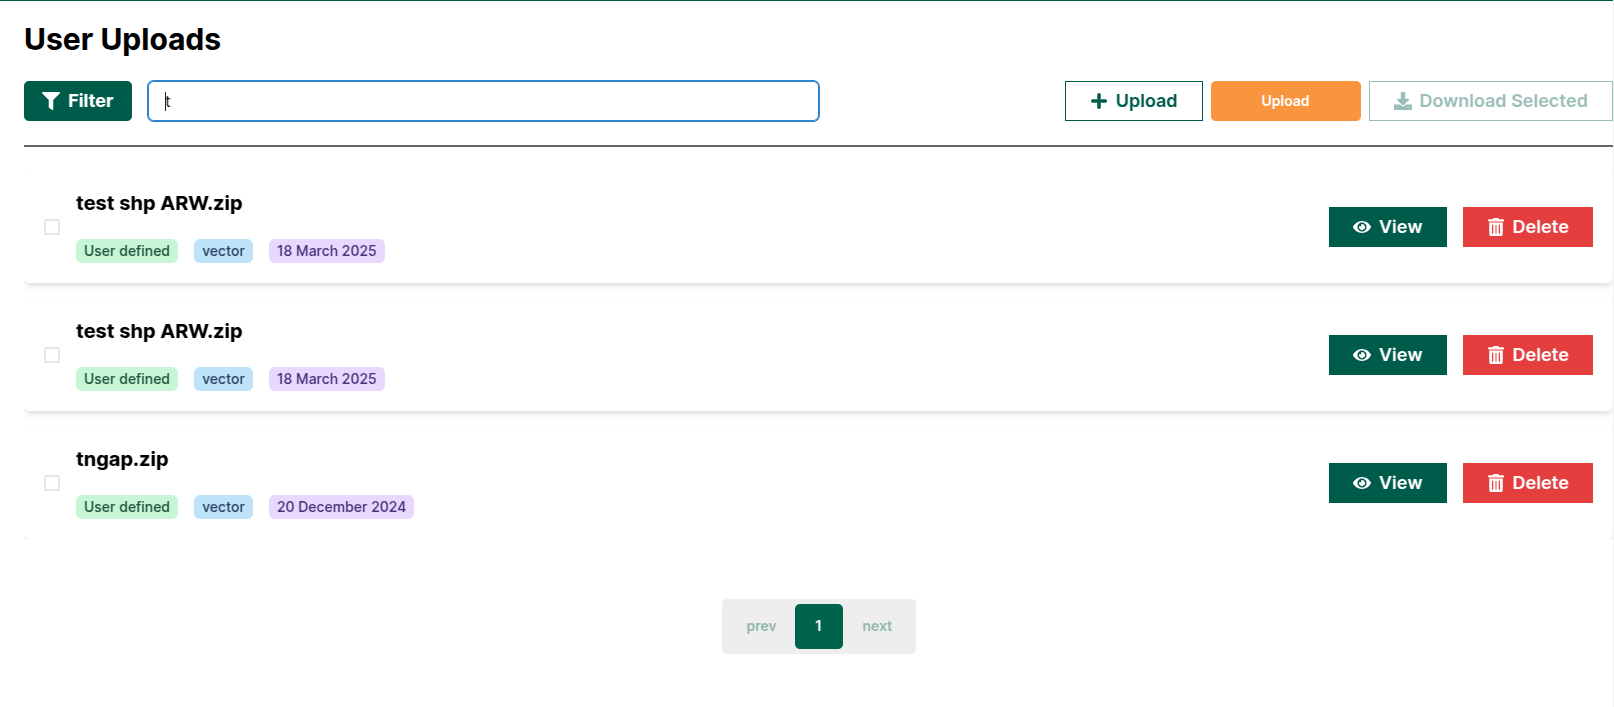 User Uploads
Filter
t
Upload
Upload
Download Selected
test shp ARW.zip
User defined vector 18 March 2025
View
Delete
test shp ARW.zip
User defined vector 18 March 2025
View
Delete
tngap.zip
User defined vector 20 December 2024
View
Delete
prev 1 next